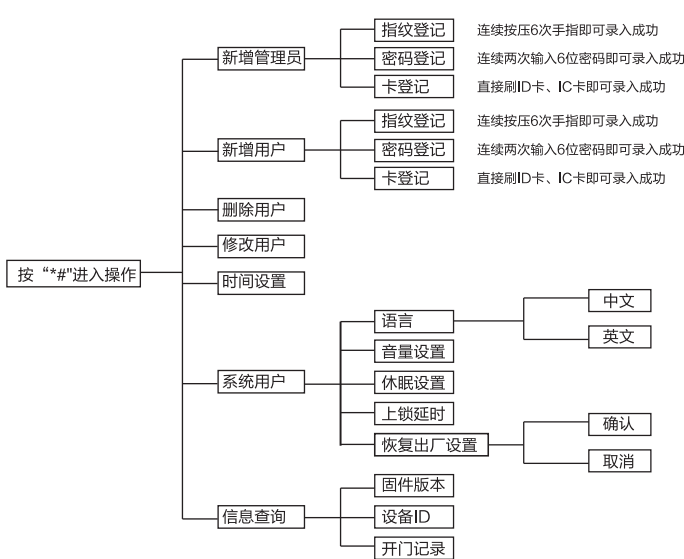 按“*#"进入操作
新增管理员
指纹登记 连续按压6次手指即可录入成功
密码登记 连续两次输入6位密码即可录入成功
卡登记 直接刷ID卡、IC卡即可录入成功
新增用户
指纹登记 连续按压6次手指即可录入成功
密码登记 连续两次输入6位密码即可录入成功
卡登记 直接刷ID卡、IC卡即可录入成功
删除用户
修改用户
时间设置
系统用户
语言
中文
英文
音量设置
休眠设置
上锁延时
恢复出厂设置
确认
取消
信息查询
固件版本
设备ID
开门记录